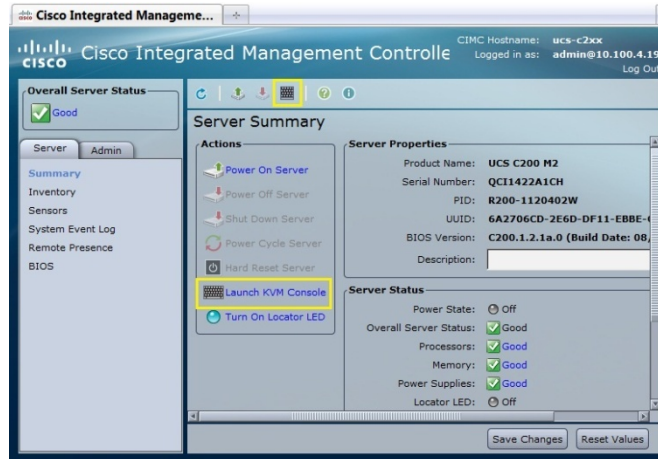 Cisco Integrated Manageme...
CISCO
Cisco Integrated Management Controlle
CIMC Hostname: ucs-c2xx
Logged in as: admin@10.100.4.19
Log Out
Overall Server Status
Good
Server
Admin
Summary
Inventory
Sensors
System Event Log
Remote Presence
BIOS
Server Summary
Actions
Power On Server
Power Off Server
Shut Down Server
Power Cycle Server
Hard Reset Server
Launch KVM Console
Turn On Locator LED
Server Properties
Product Name: UCS C200 M2
Serial Number: QCI1422A1CH
PID: R200-1120402W
UUID: 6A2706CD-2E6D-DF11-EBBE-
BIOS Version: C200.1.2.1a.0 (Build Date: 08/
Description:
Server Status
Power State: Off
Overall Server Status: Good
Processors: Good
Memory: Good
Power Supplies: Good
Locator LED: Off
Save Changes
Reset Values